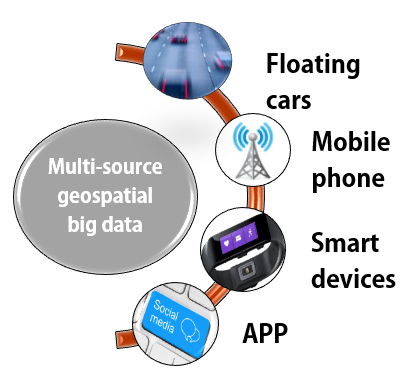 Floating
cars
Mobile
phone
Multi-source
geospatial
big data
Smart
devices
Social
media
APP